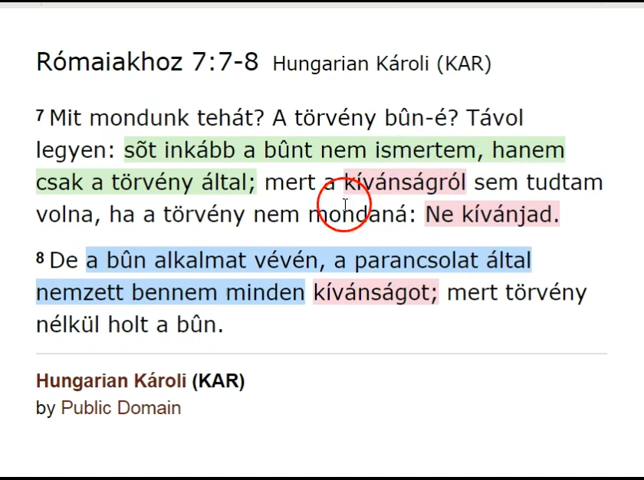 Rómaiakhoz 7:7-8 Hungarian Károli (KAR)
7 Mit mondunk tehát? A törvény bûn-é? Távol
legyen: sõt inkább a bûnt nem ismertem, hanem
csak a törvény által; mert a kívánságról sem tudtam
volna, ha a törvény nem mondaná: Ne kívánjad.
8 De a bûn alkalmat vévén, a parancsolat által
nemzett bennem minden kívánságot; mert törvény
nélkül holt a bûn.
Hungarian Károli (KAR)
by Public Domain